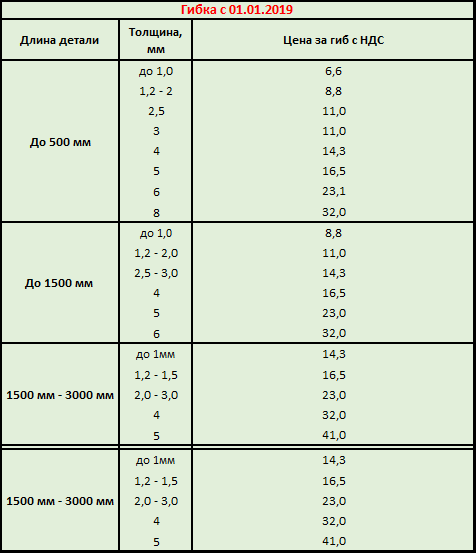 Гибка с 01.01.2019
Длина детали Толщина, мм Цена за гиб с НДС
До 500 мм
до 1,0 6,6
1,2 - 2 8,8
2,5 11,0
3 11,0
4 14,3
5 16,5
6 23,1
8 32,0
До 1500 мм
до 1,0 8,8
1,2 - 2,0 11,0
2,5 - 3,0 14,3
4 16,5
5 23,0
6 32,0
1500 мм - 3000 мм
до 1мм 14,3
1,2 - 1,5 16,5
2,0 - 3,0 23,0
4 32,0
5 41,0
1500 мм - 3000 мм
до 1мм 14,3
1,2 - 1,5 16,5
2,0 - 3,0 23,0
4 32,0
5 41,0